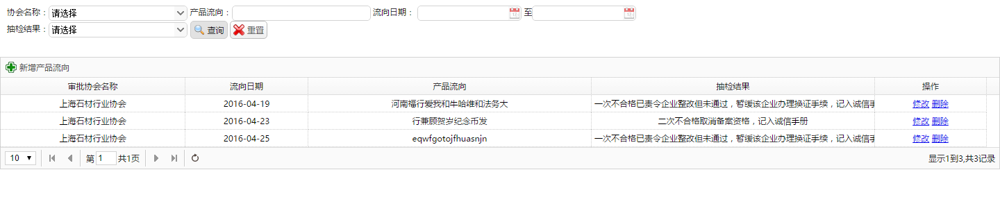 协会名称：请选择 产品流向： 流向日期： 至
抽检结果：请选择 查询 重置
新增产品流向
审批协会名称 流向日期 产品流向 抽检结果 操作
上海石材行业协会 2016-04-19 河南福行爱我和牛哈维和法务大 一次不合格已责令企业整改但未通过，暂缓该企业办理换证手续，记入诚信手 修改 删除
上海石材行业协会 2016-04-23 行兼顾贺岁纪念币发 二次不合格取消备案资格，记入诚信手册 修改 删除
上海石材行业协会 2016-04-25 eqwfgotojfhuasnjn 一次不合格已责令企业整改但未通过，暂缓该企业办理换证手续，记入诚信手 修改 删除
10 第 1 共1页 显示1到3,共3记录